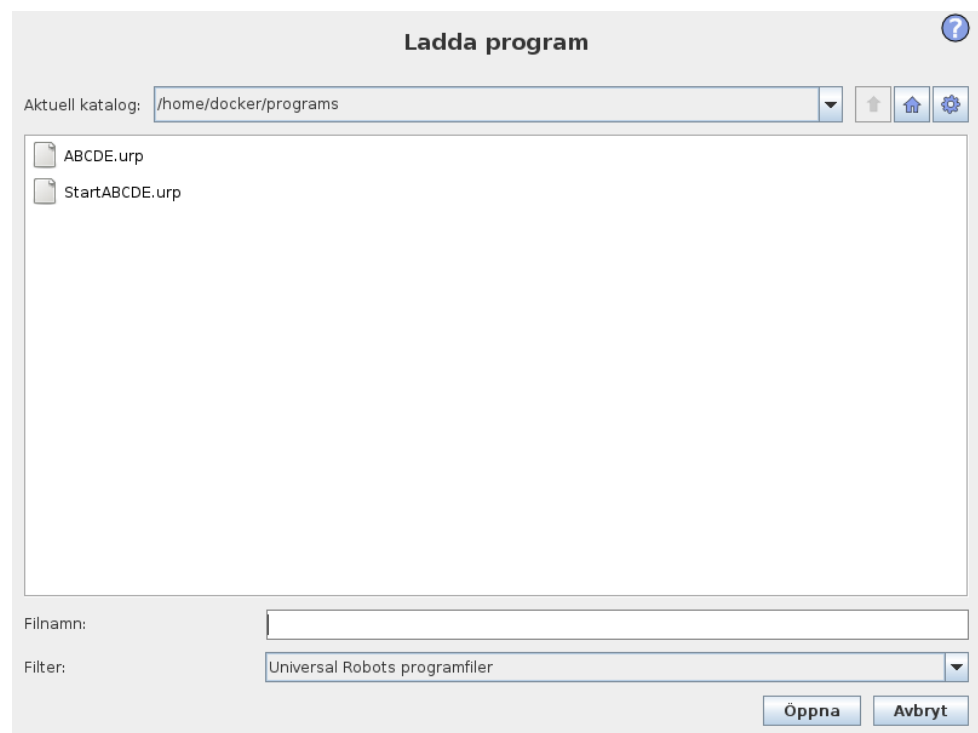 Ladda program
?
Aktuell katalog: /home/docker/programs
ABCDE.urp
StartABCDE.urp
Filnamn:
Filter: Universal Robots programfiler
Öppna Avbryt